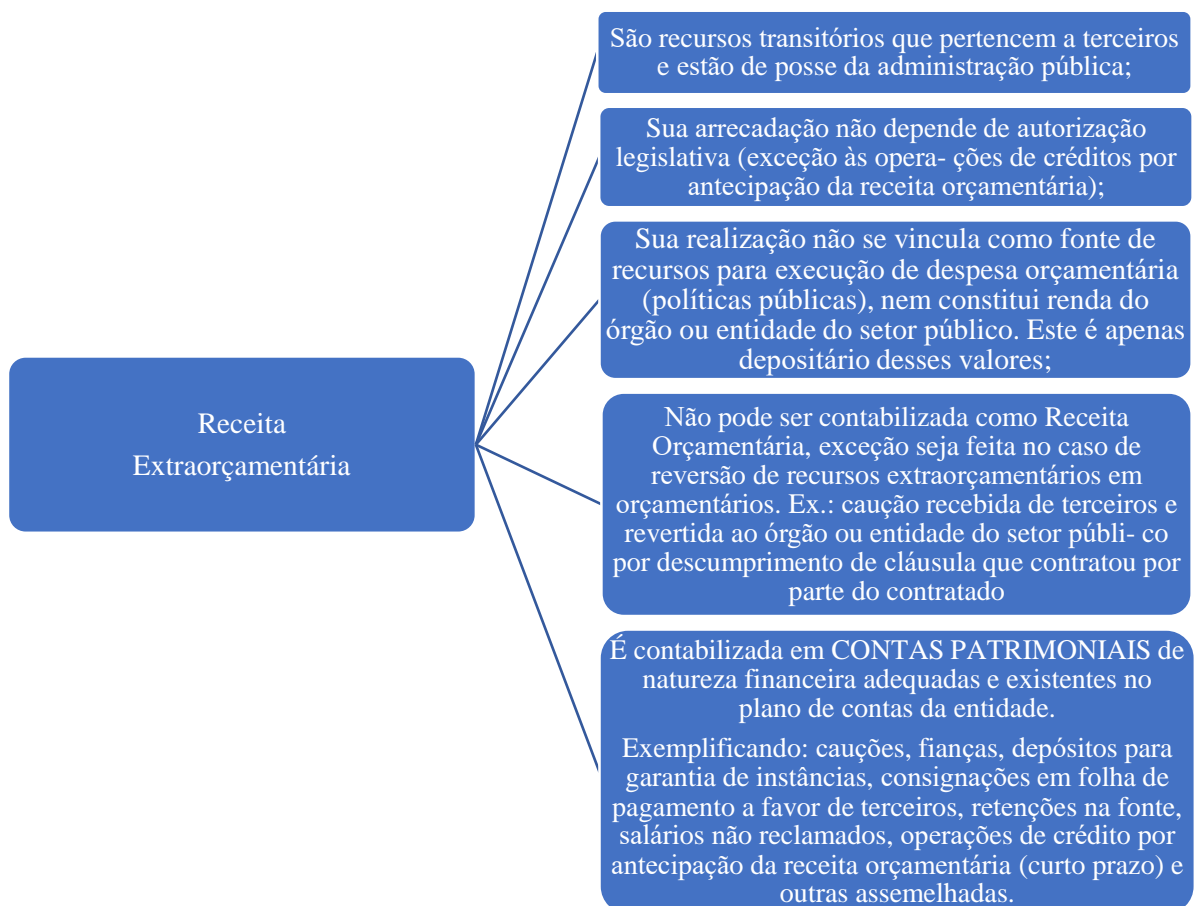 São recursos transitórios que pertencem a terceiros
e estão de posse da administração pública;
Sua arrecadação não depende de autorização
legislativa (exceção às opera- ções de créditos por
antecipação da receita orçamentária);
Sua realização não se vincula como fonte de
recursos para execução de despesa orçamentária
(políticas públicas), nem constitui renda do
órgão ou entidade do setor público. Este é apenas
depositário desses valores;
Receita
Extraorçamentária
Não pode ser contabilizada como Receita
Orçamentária, exceção seja feita no caso de
reversão de recursos extraorçamentários em
orçamentários. Ex.: caução recebida de terceiros e
revertida ao órgão ou entidade do setor públi- co
por descumprimento de cláusula que contratou por
parte do contratado
É contabilizada em CONTAS PATRIMONIAIS de
natureza financeira adequadas e existentes no
plano de contas da entidade.
Exemplificando: cauções, fianças, depósitos para
garantia de instâncias, consignações em folha de
pagamento a favor de terceiros, retenções na fonte,
salários não reclamados, operações de crédito por
antecipação da receita orçamentária (curto prazo) e
outras assemelhadas.